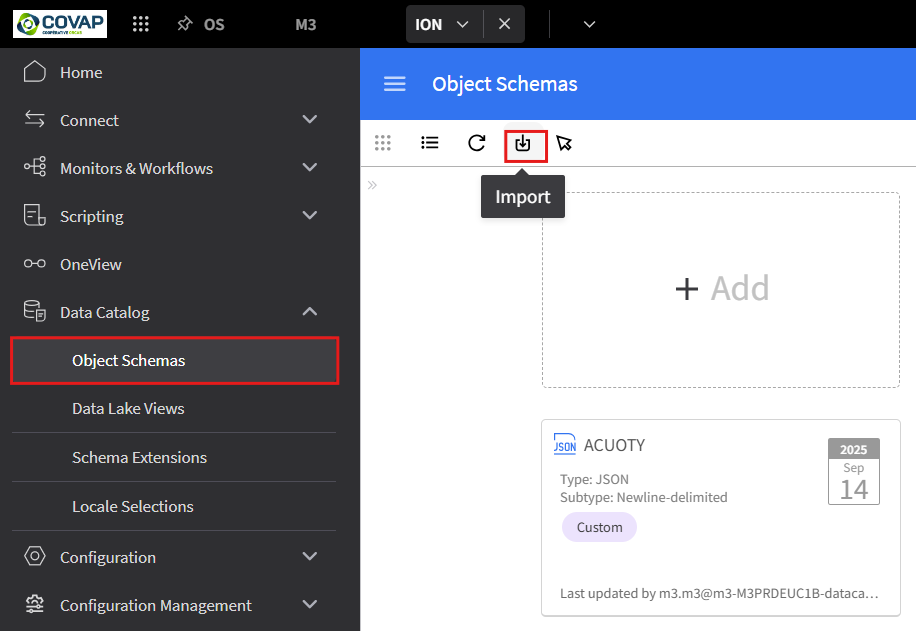 COVAP
COOPERATIVE GROUP
OS
M3
ION
Home
Connect
Monitors & Workflows
Scripting
OneView
Data Catalog
Object Schemas
Data Lake Views
Schema Extensions
Locale Selections
Configuration
Configuration Management
Object Schemas
Import
+ Add
JSON
ACUOTY
Type: JSON
Subtype: Newline-delimited
Custom
2025
Sep
14
Last updated by m3.m3@m3-M3PRDEUC1B-dataca...